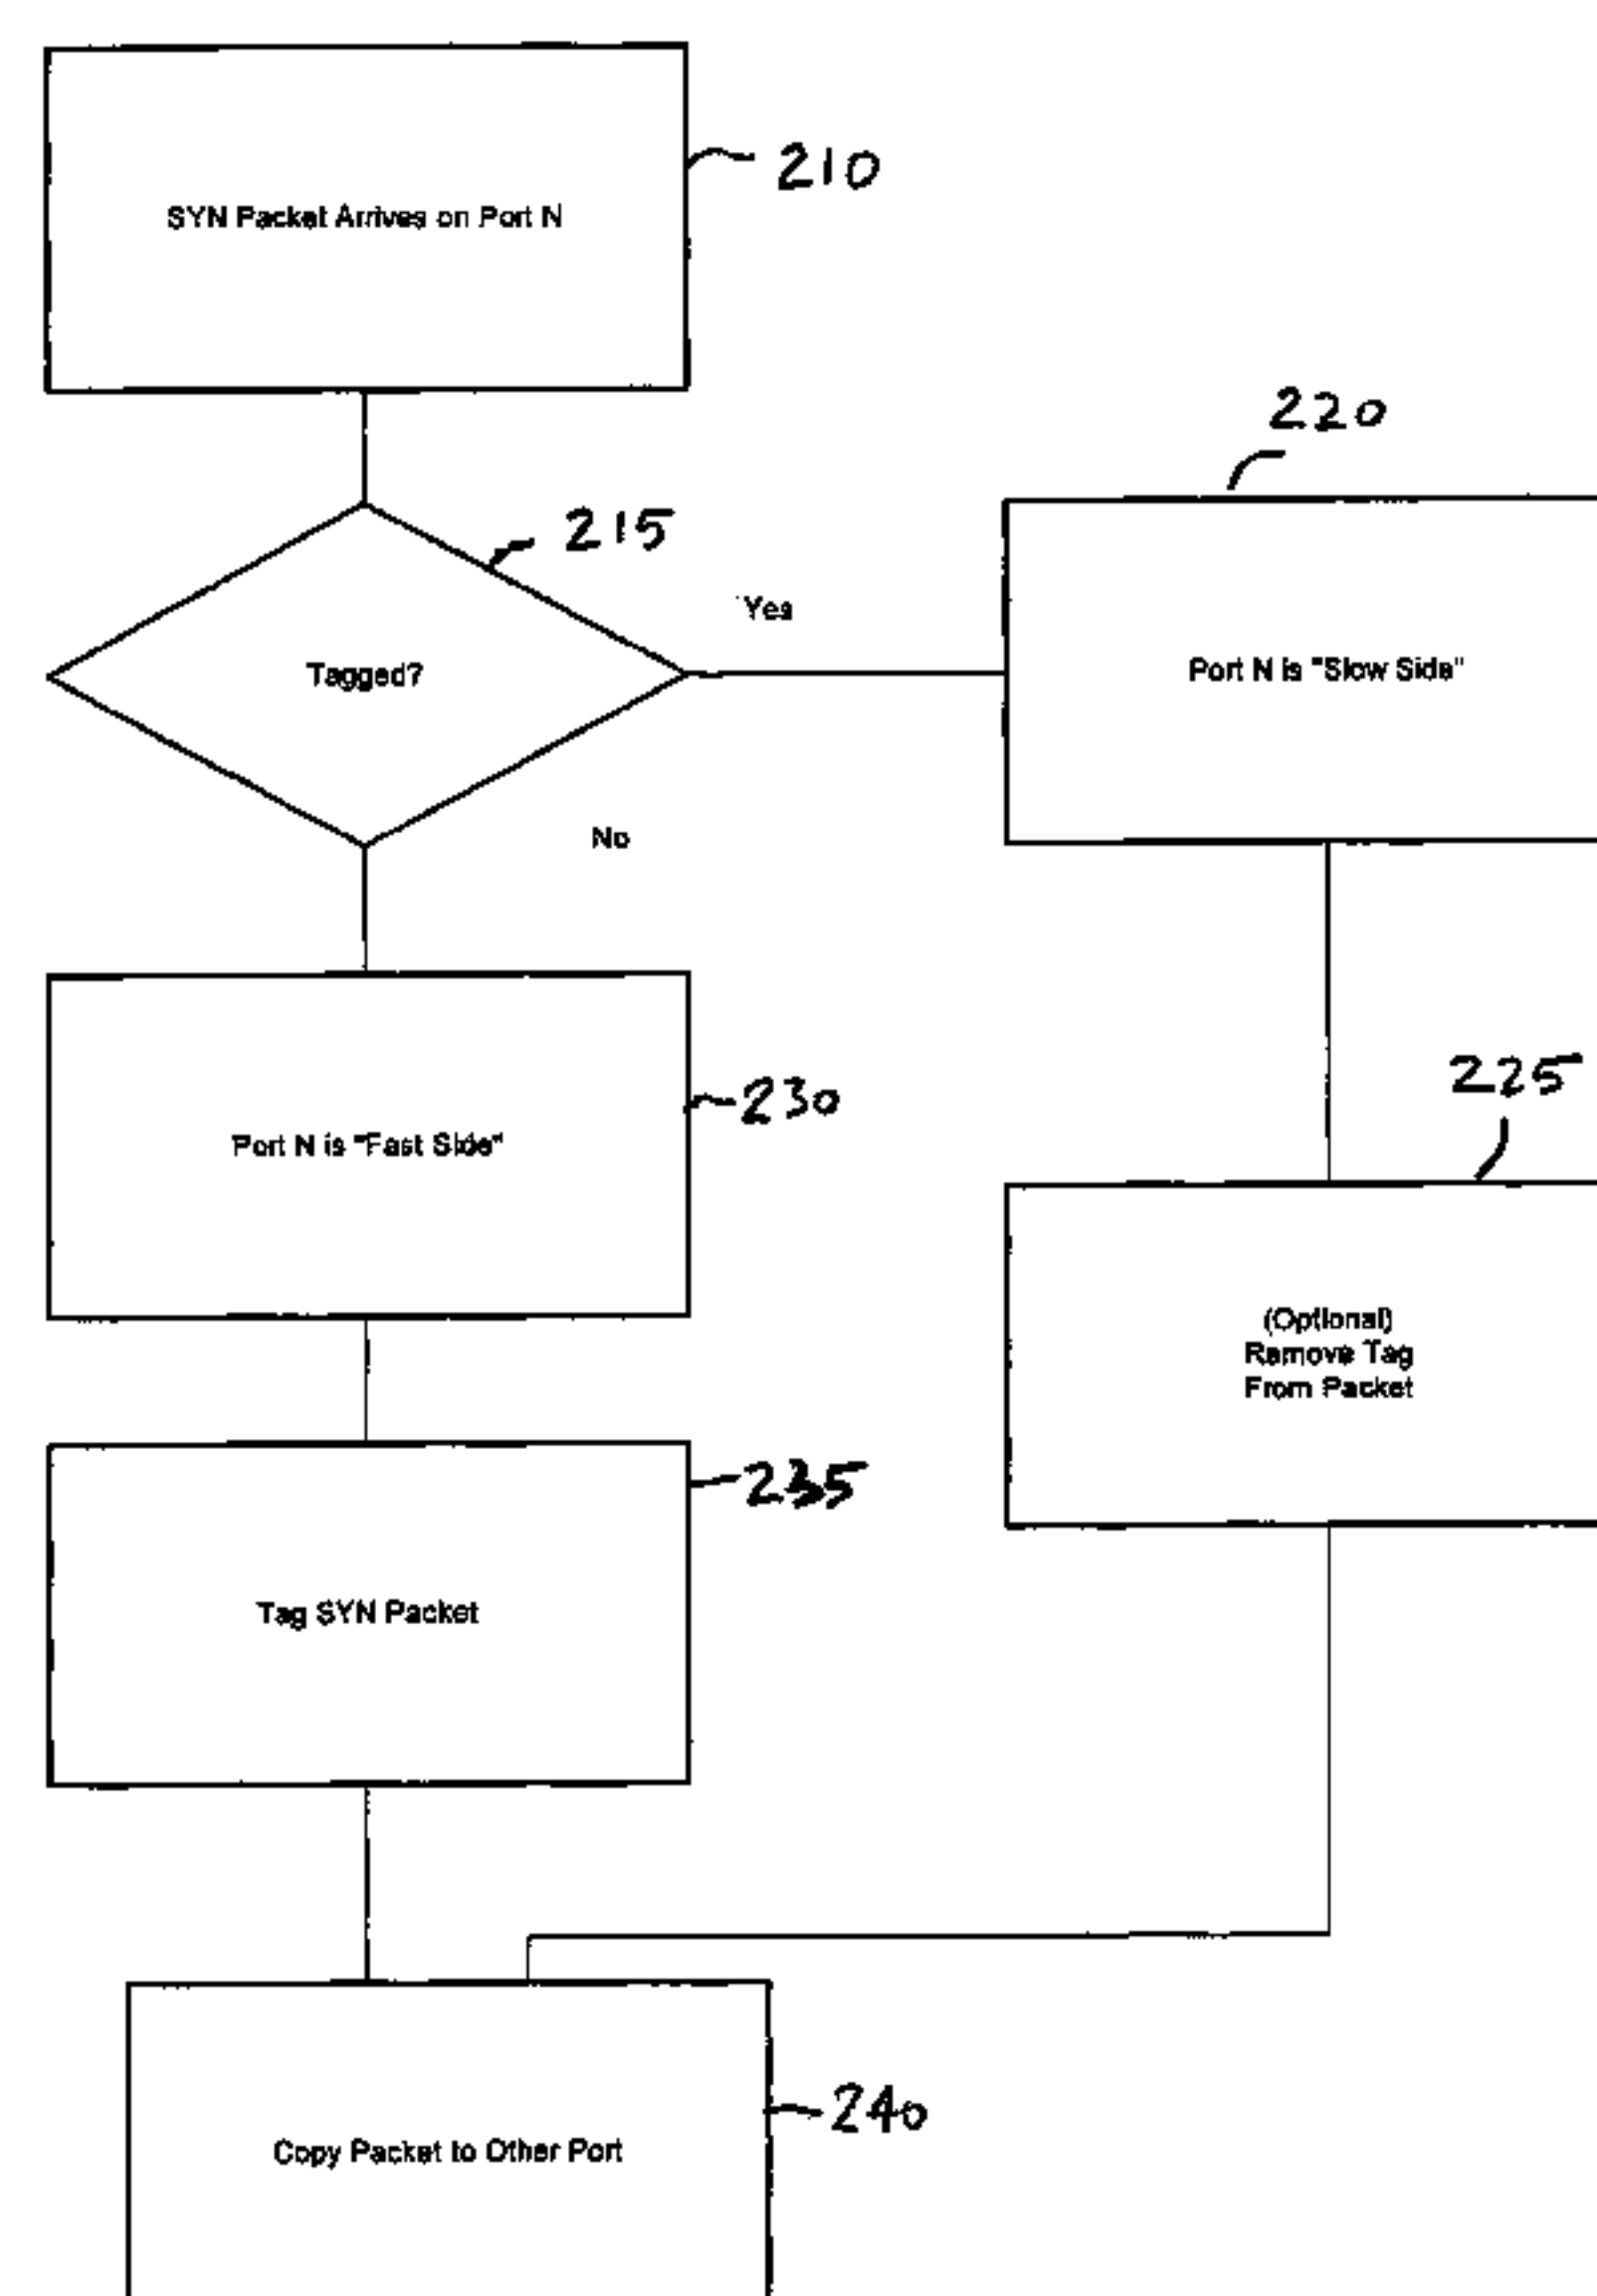 210
SYN Packet Arrives on Port N
220
215
Yes
Tagged?
Port N is "Slow Side"
No
225
230
Port N is "Fast Side"
(Optional)
Remove Tag
From Packet
235
Tag SYN Packet
240
Copy Packet to Other Port